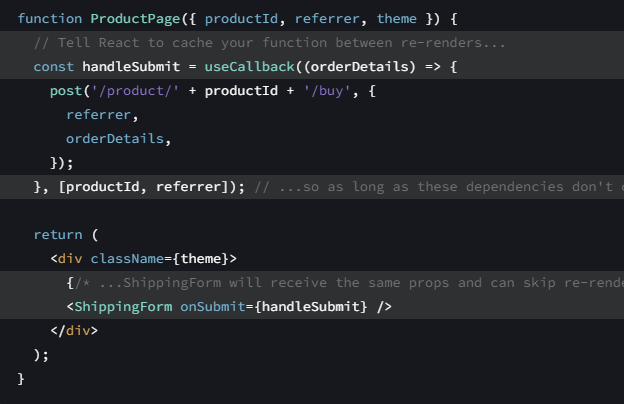 function ProductPage({ productId, referrer, theme }) {
  // Tell React to cache your function between re-renders...
  const handleSubmit = useCallback((orderDetails) => {
    post('/product/' + productId + '/buy', {
      referrer,
      orderDetails,
    });
  }, [productId, referrer]); // ...so as long as these dependencies don't
  return (
    <div className={theme}>
      {/* ...ShippingForm will receive the same props and can skip re-rende
      <ShippingForm onSubmit={handleSubmit} />
    </div>
  );
}